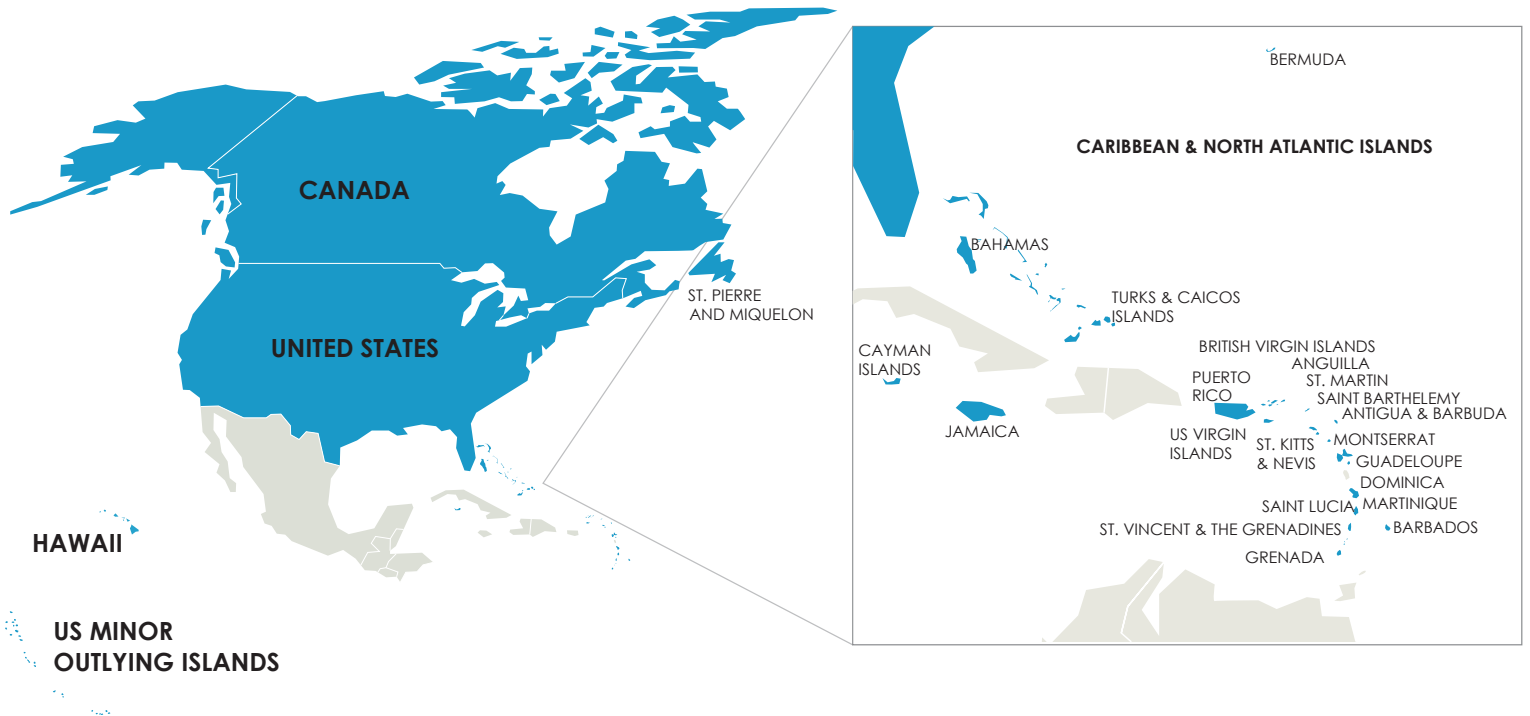 CANADA
UNITED STATES
ST. PIERRE
AND MIQUELON
HAWAII
US MINOR
OUTLYING ISLANDS
BERMUDA
CARIBBEAN & NORTH ATLANTIC ISLANDS
BAHAMAS
TURKS & CAICOS
ISLANDS
CAYMAN
ISLANDS
JAMAICA
BRITISH VIRGIN ISLANDS
ANGUILLA
PUERTO
RICO
ST. MARTIN
SAINT BARTHELEMY
ANTIGUA & BARBUDA
US VIRGIN
ISLANDS
ST. KITTS
& NEVIS
MONTSERRAT
GUADELOUPE
DOMINICA
MARTINIQUE
SAINT LUCIA
ST. VINCENT & THE GRENADINES
BARBADOS
GRENADA